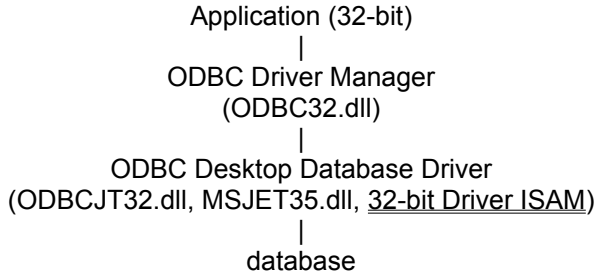 Application (32-bit)
|
ODBC Driver Manager
(ODBC32.dll)
|
ODBC Desktop Database Driver
(ODBCJT32.dll, MSJET35.dll, 32-bit Driver ISAM)
|
database